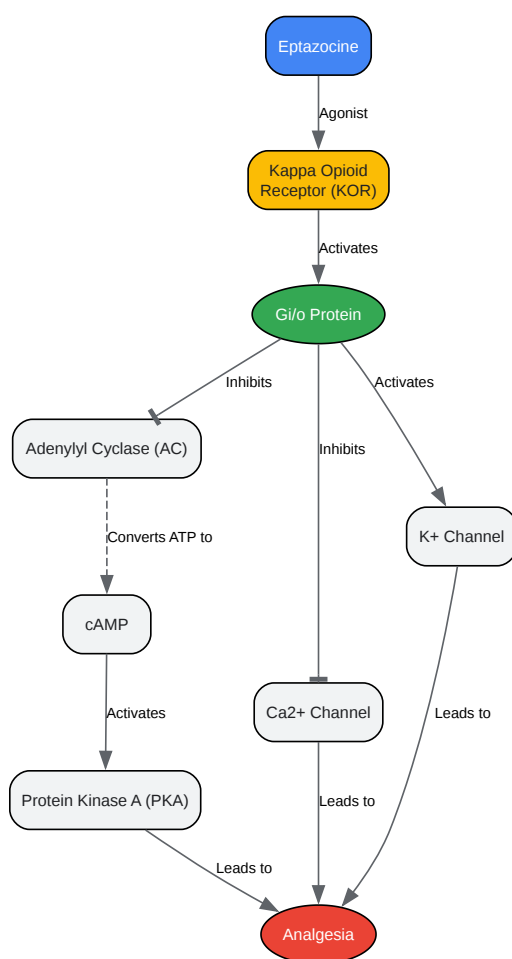 Eptazocine
Agonist
Kappa Opioid
Receptor (KOR)
Activates
Gi/o Protein
Inhibits
Activates
Adenylyl Cyclase (AC)
Inhibits
Converts ATP to
K+ Channel
cAMP
Activates
Ca2+ Channel
Leads to
Protein Kinase A (PKA)
Leads to
Leads to
Analgesia